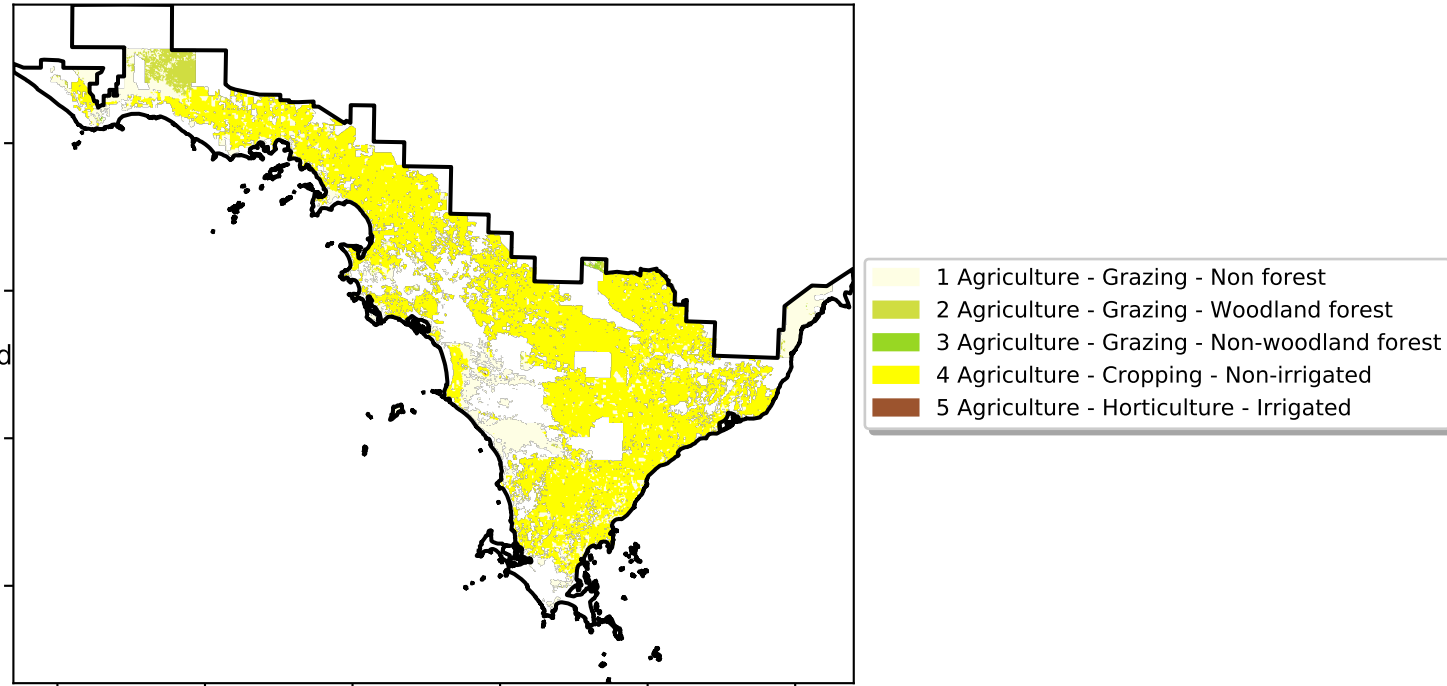 1 Agriculture - Grazing - Non forest
2 Agriculture - Grazing - Woodland forest
d
3 Agriculture - Grazing - Non-woodland forest
4 Agriculture - Cropping - Non-irrigated
5 Agriculture - Horticulture - Irrigated